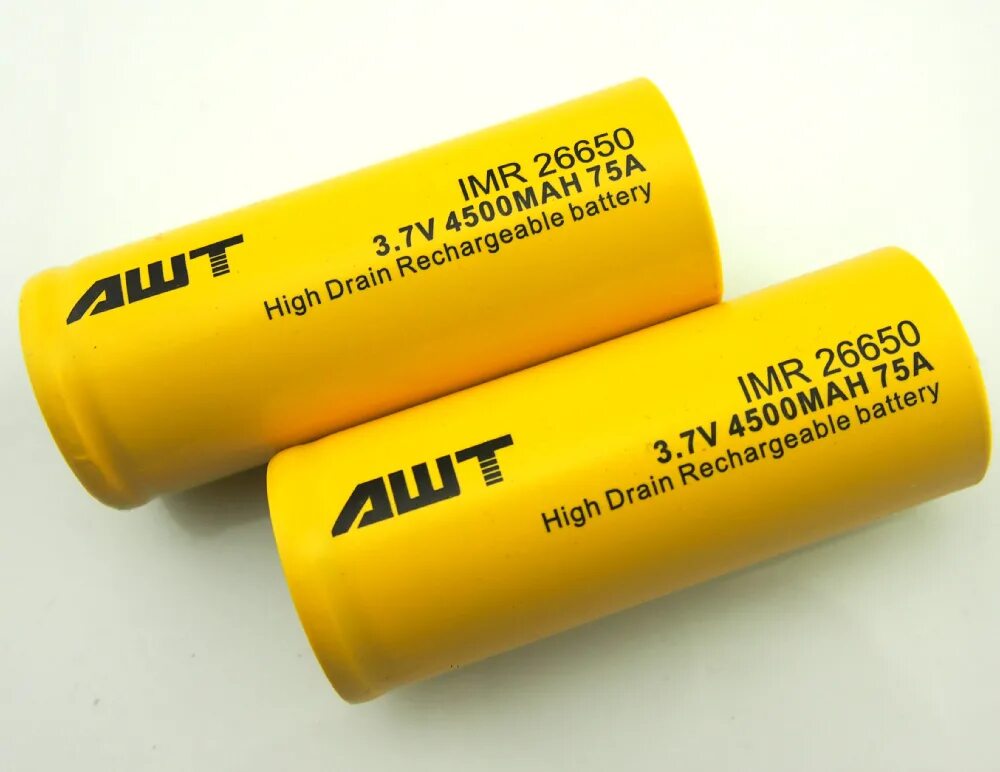 AWT
IMR 26650
3.7V 4500MAH 75A
High Drain Rechargeable battery
AWT
IMR 26650
3.7V 4500MAH 75A
High Drain Rechargeable battery